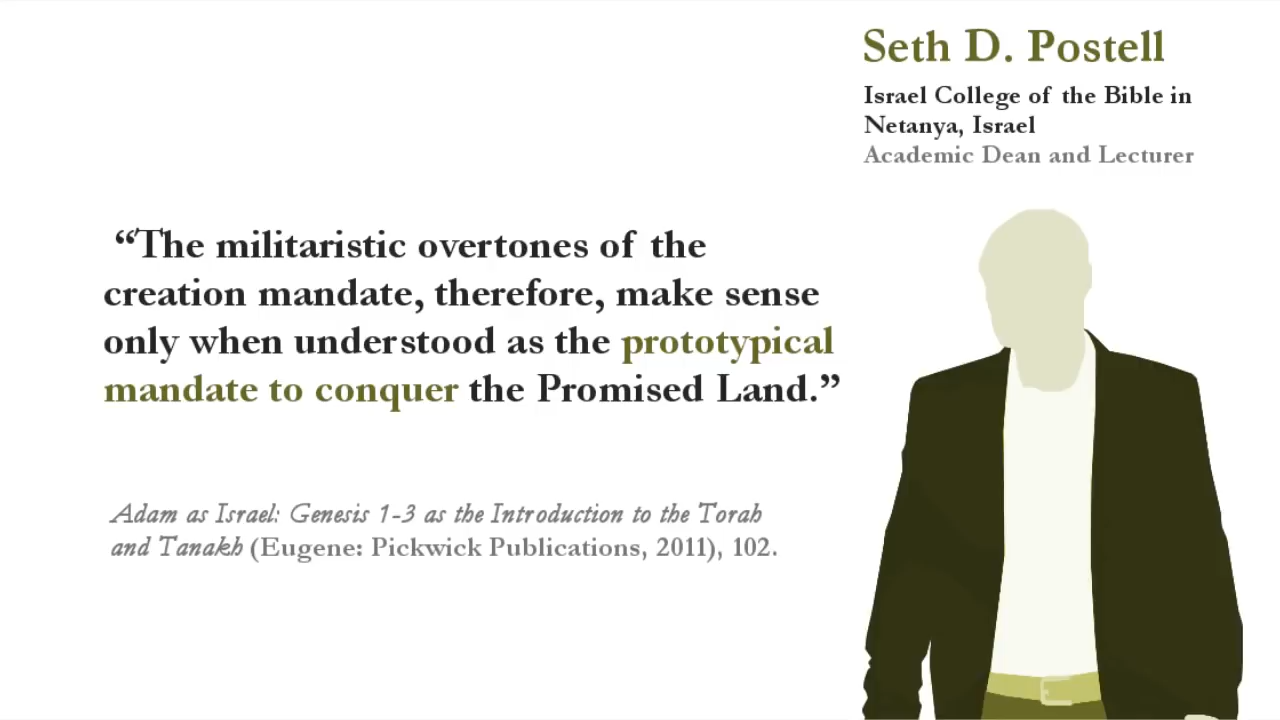 Seth D. Postell
Israel College of the Bible in
Netanya, Israel
Academic Dean and Lecturer
“The militaristic overtones of the
creation mandate, therefore, make sense
only when understood as the prototypical
mandate to conquer the Promised Land.”
Adam as Israel: Genesis 1-3 as the Introduction to the Torah
and Tanakh (Eugene: Pickwick Publications, 2011), 102.